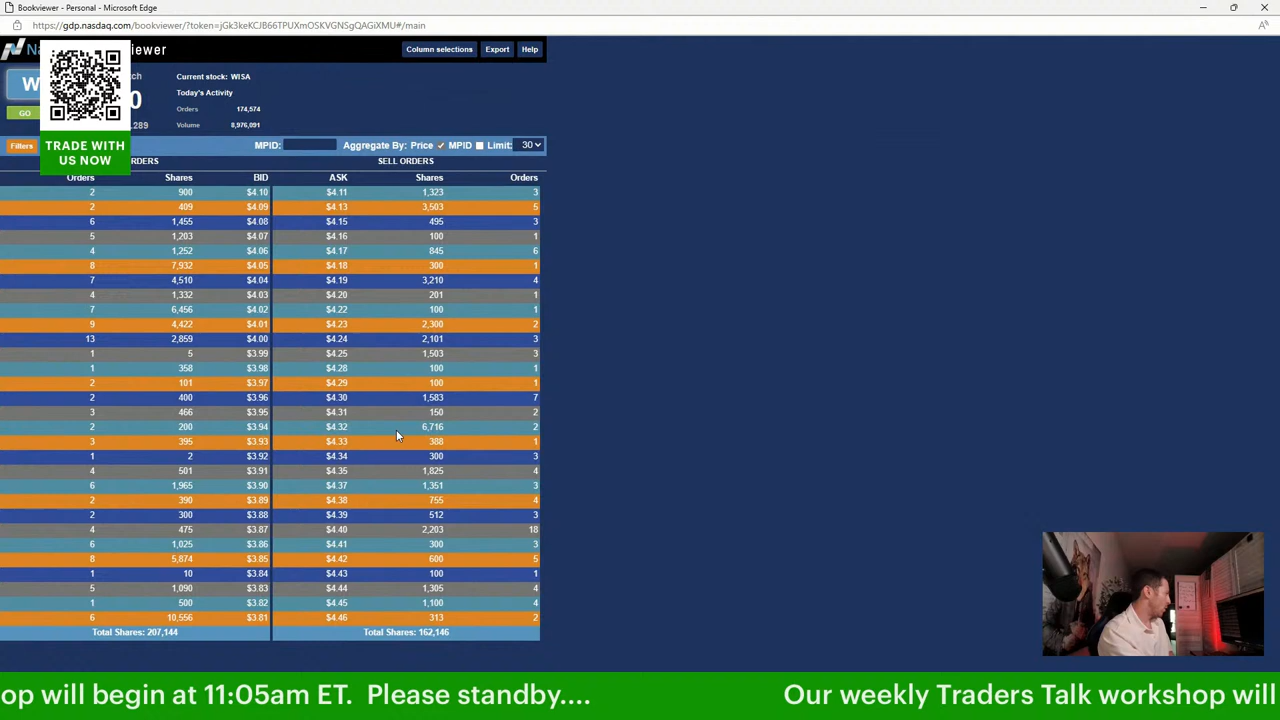 Bookviewer - Personal - Microsoft Edge
https://gdp.nasdaq.com/bookviewer/?token=jGk3keKCJB66TPUXmOSKVGNSgQAGiXMU#/main
Column selections Export Help
Current stock: WISA
Today's Activity
GO
Orders 174,574
.289 Volume 8,976,091
TRADE WITH
US NOW
Filters MPID: Aggregate By: Price MPID Limit: 30
ORDERS SELL ORDERS
Orders Shares BID ASK Shares Orders
2 900 $4.10 $4.11 1,323 3
2 409 $4.09 $4.13 3,503 5
6 1,455 $4.08 $4.15 495 3
5 1,203 $4.07 $4.16 100 1
4 1,252 $4.06 $4.17 845 6
8 7,932 $4.05 $4.18 300 1
7 4,510 $4.04 $4.19 3,210 4
4 1,332 $4.03 $4.20 201 1
7 6,456 $4.02 $4.22 100 1
9 4,422 $4.01 $4.23 2,300 2
13 2,859 $4.00 $4.24 2,101 3
1 5 $3.99 $4.25 1,503 3
1 358 $3.98 $4.28 100 1
2 101 $3.97 $4.29 100 1
2 400 $3.96 $4.30 1,583 7
3 466 $3.95 $4.31 150 2
2 200 $3.94 $4.32 6,716 2
3 395 $3.93 $4.33 388 1
1 2 $3.92 $4.34 300 3
4 501 $3.91 $4.35 1,825 4
6 1,965 $3.90 $4.37 1,351 3
2 390 $3.89 $4.38 755 4
2 300 $3.88 $4.39 512 3
4 475 $3.87 $4.40 2,203 18
6 1,025 $3.86 $4.41 300 3
8 5,874 $3.85 $4.42 600 5
1 10 $3.84 $4.43 100 1
5 1,090 $3.83 $4.44 1,305 4
1 500 $3.82 $4.45 1,100 4
6 10,556 $3.81 $4.46 313 2
Total Shares: 207,144 Total Shares: 162,146
op will begin at 11:05am ET. Please standby.... Our weekly Traders Talk workshop will